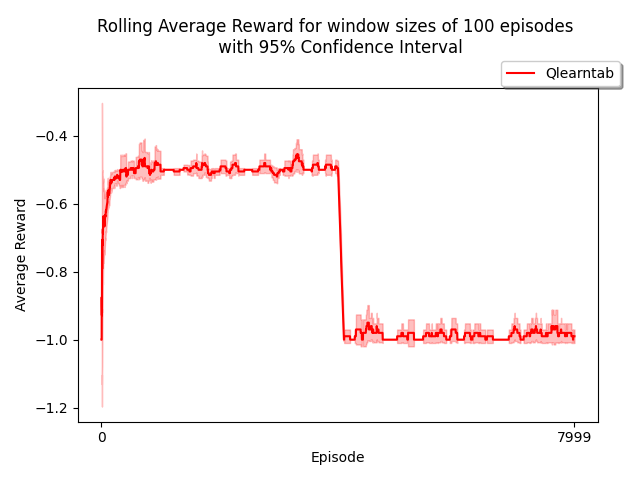 Rolling Average Reward for window sizes of 100 episodes
with 95% Confidence Interval
Qlearntab
−0.4
−0.6
−0.8
−1.0
−1.2
Average Reward
0
7999
Episode